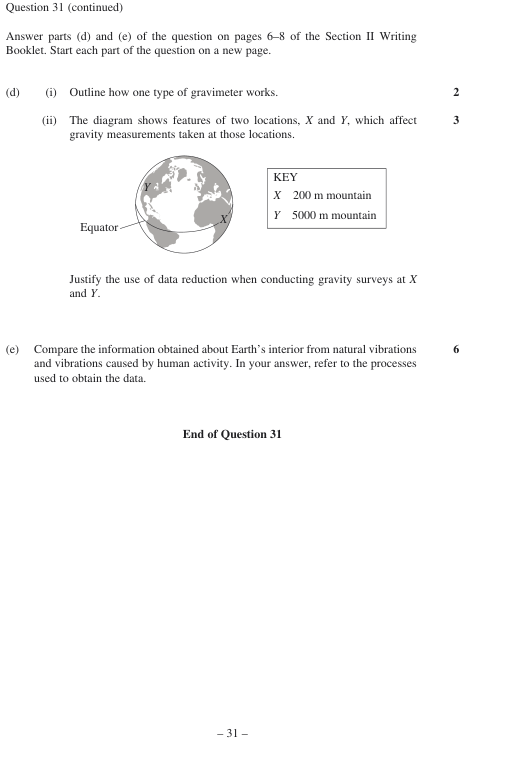 Question 31 (continued)
Answer parts (d) and (e) of the question on pages 6–8 of the Section II Writing
Booklet. Start each part of the question on a new page.
(d) (i) Outline how one type of gravimeter works. 2
(ii) The diagram shows features of two locations, X and Y, which affect 3
gravity measurements taken at those locations.
Y
X
Equator
KEY
X 200 m mountain
Y 5000 m mountain
Justify the use of data reduction when conducting gravity surveys at X
and Y.
(e) Compare the information obtained about Earth’s interior from natural vibrations 6
and vibrations caused by human activity. In your answer, refer to the processes
used to obtain the data.
End of Question 31
– 31 –